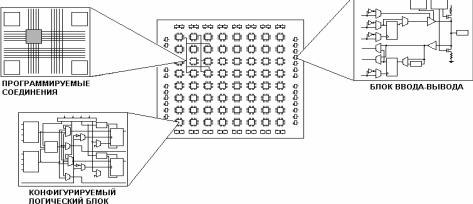 ПРОГРАММИРУЕМЫЕ
СОЕДИНЕНИЯ
БЛОК ВВОДА-ВЫВОДА
КОНФИГУРИРУЕМЫЙ
ЛОГИЧЕСКИЙ БЛОК